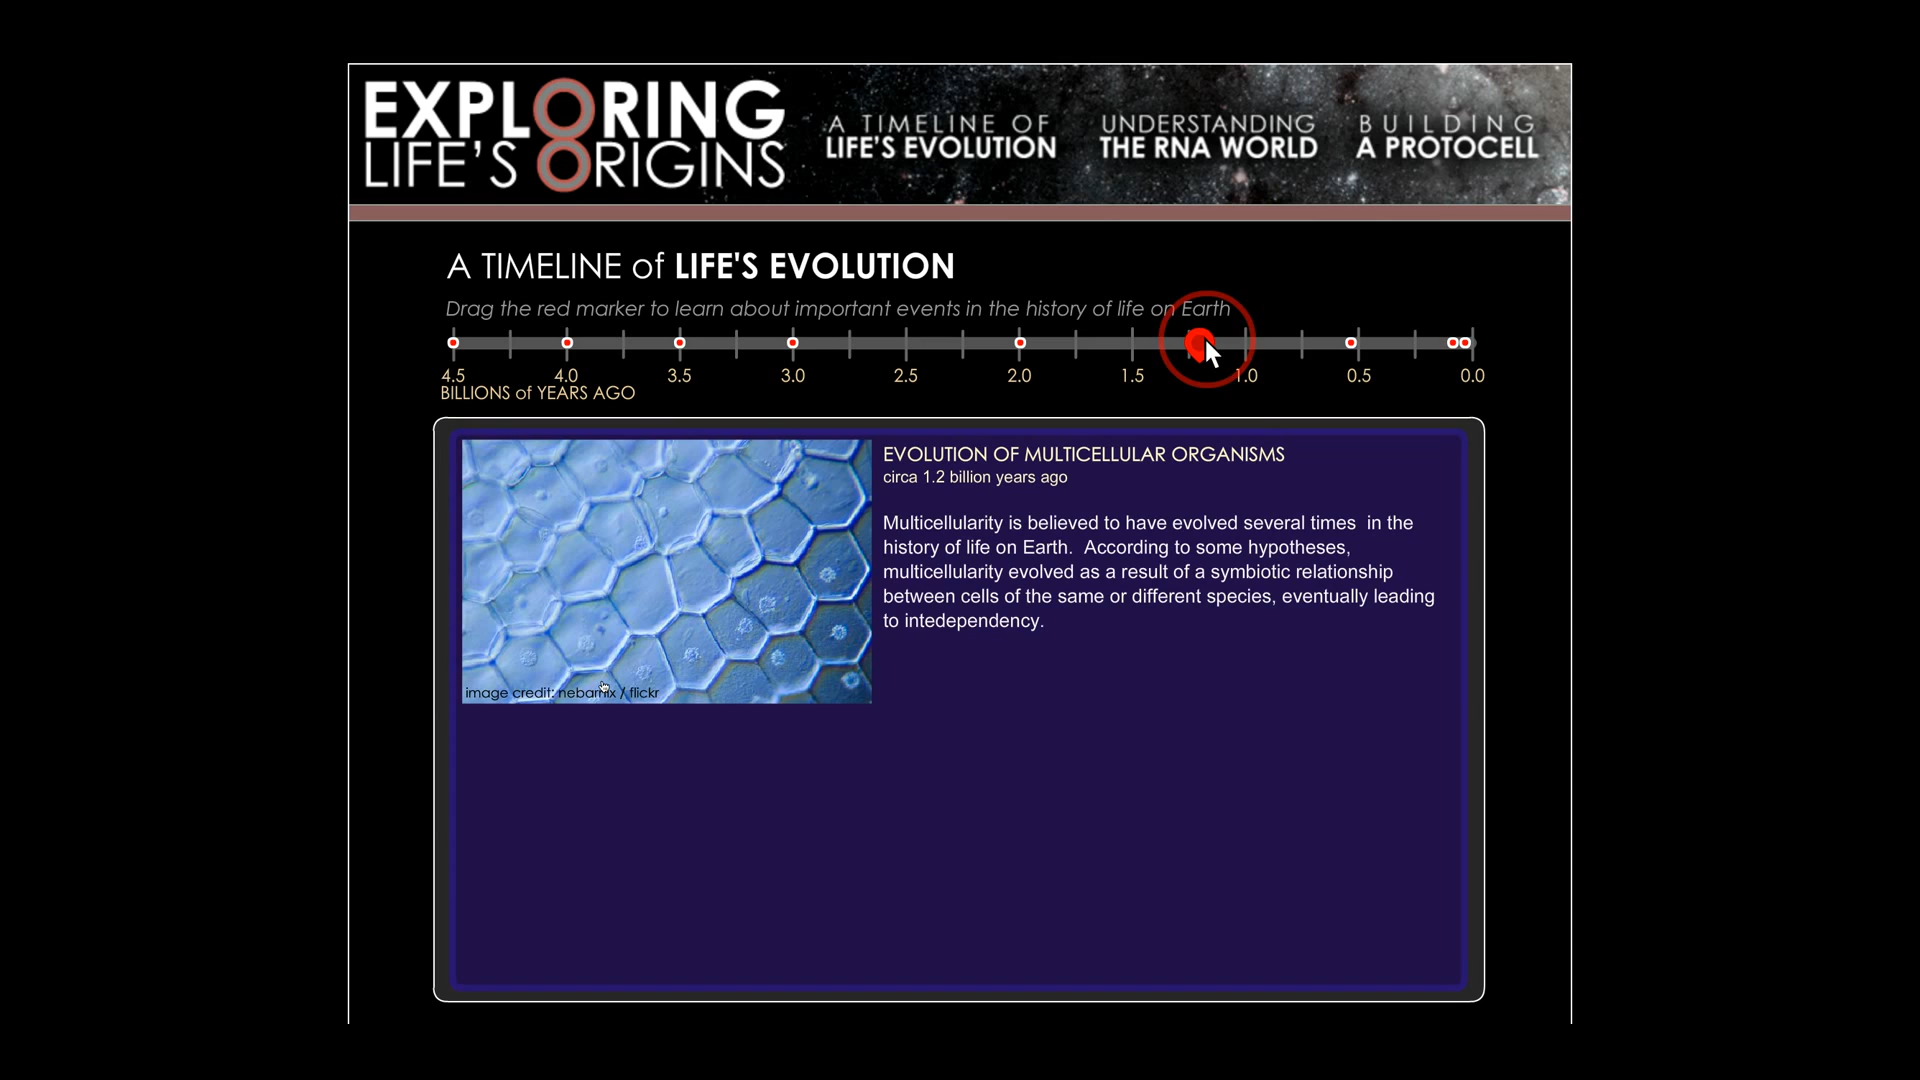 EXPLORING
LIFE'S ORIGINS
A TIMELINE OF
LIFE'S EVOLUTION
UNDERSTANDING
THE RNA WORLD
BUILDING
A PROTOCELL
A TIMELINE of LIFE'S EVOLUTION
Drag the red marker to learn about important events in the history of life on Earth
4.5 4.0 3.5 3.0 2.5 2.0 1.5 1.0 0.5 0.0
BILLIONS of YEARS AGO
EVOLUTION OF MULTICELLULAR ORGANISMS
circa 1.2 billion years ago
Multicellularity is believed to have evolved several times in the
history of life on Earth. According to some hypotheses,
multicellularity evolved as a result of a symbiotic relationship
between cells of the same or different species, eventually leading
to intedependency.
image credit: nebarnix / flickr